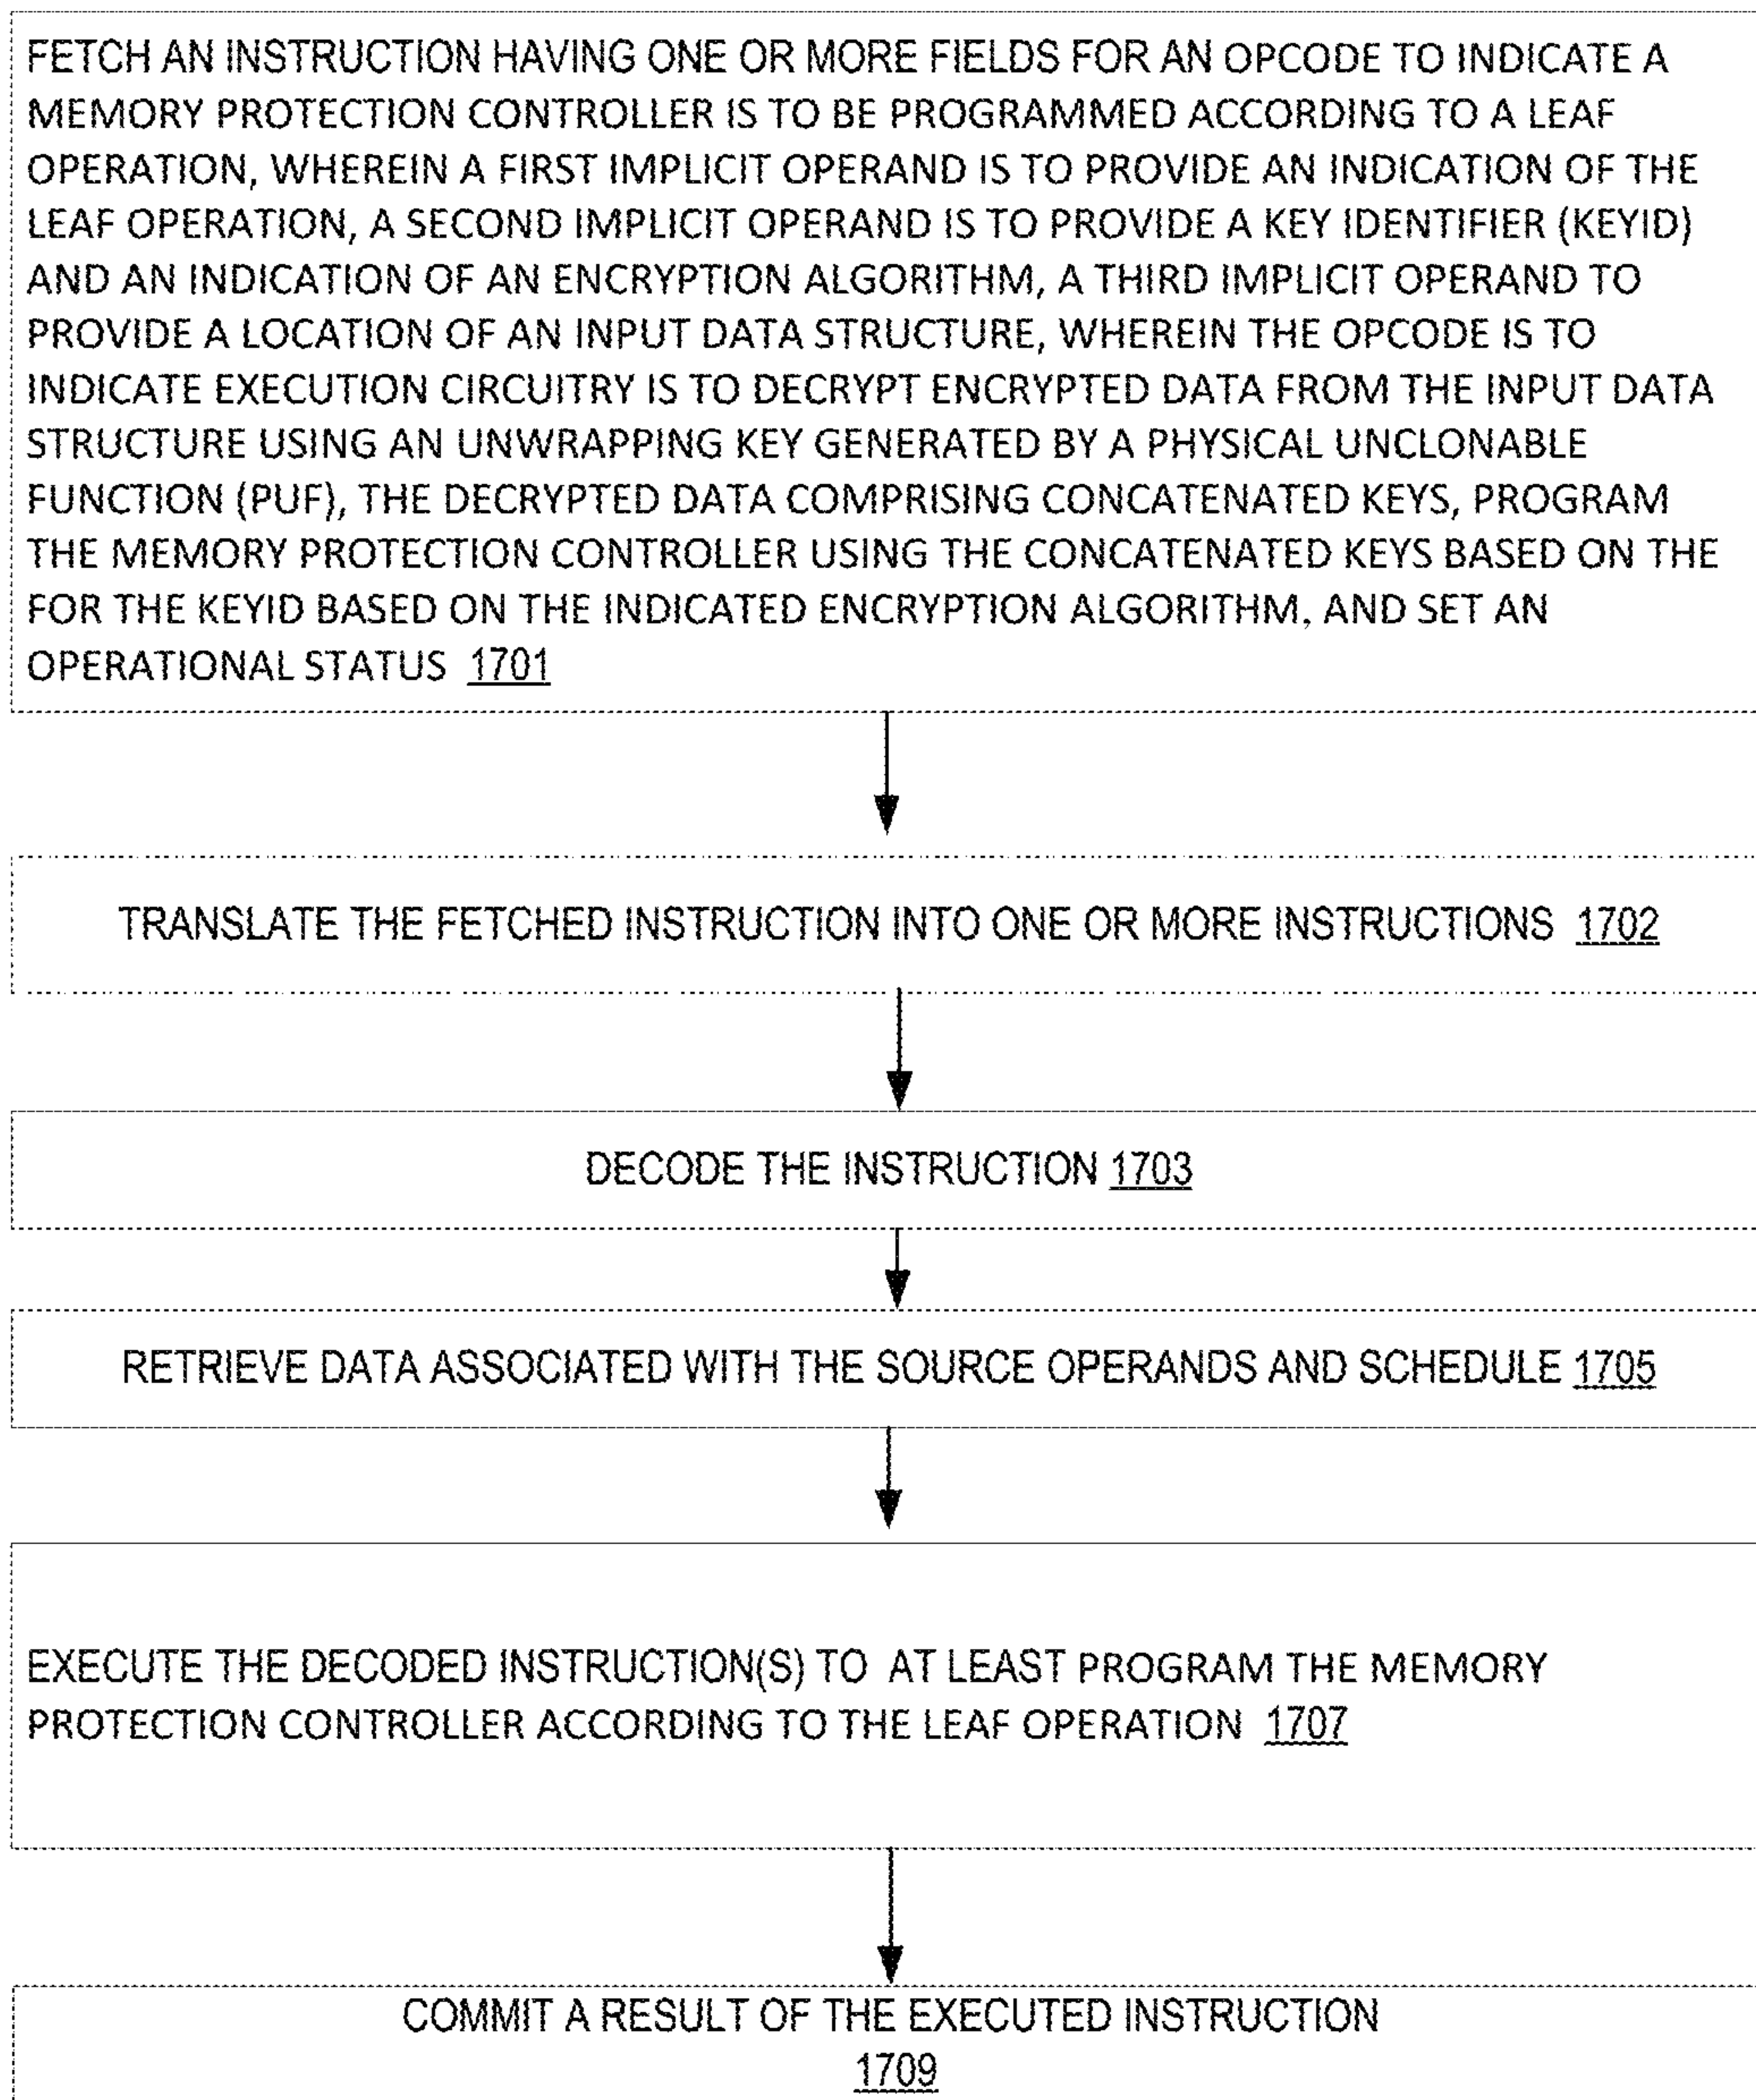 FETCH AN INSTRUCTION HAVING ONE OR MORE FIELDS FOR AN OPCODE TO INDICATE A
MEMORY PROTECTION CONTROLLER IS TO BE PROGRAMMED ACCORDING TO A LEAF
OPERATION, WHEREIN A FIRST IMPLICIT OPERAND IS TO PROVIDE AN INDICATION OF THE
LEAF OPERATION, A SECOND IMPLICIT OPERAND IS TO PROVIDE A KEY IDENTIFIER (KEYID)
AND AN INDICATION OF AN ENCRYPTION ALGORITHM, A THIRD IMPLICIT OPERAND TO
PROVIDE A LOCATION OF AN INPUT DATA STRUCTURE, WHEREIN THE OPCODE IS TO
INDICATE EXECUTION CIRCUITRY IS TO DECRYPT ENCRYPTED DATA FROM THE INPUT DATA
STRUCTURE USING AN UNWRAPPING KEY GENERATED BY A PHYSICAL UNCLONABLE
FUNCTION (PUF), THE DECRYPTED DATA COMPRISING CONCATENATED KEYS, PROGRAM
THE MEMORY PROTECTION CONTROLLER USING THE CONCATENATED KEYS BASED ON THE
FOR THE KEYID BASED ON THE INDICATED ENCRYPTION ALGORITHM, AND SET AN
OPERATIONAL STATUS 1701
TRANSLATE THE FETCHED INSTRUCTION INTO ONE OR MORE INSTRUCTIONS 1702
DECODE THE INSTRUCTION 1703
RETRIEVE DATA ASSOCIATED WITH THE SOURCE OPERANDS AND SCHEDULE 1705
EXECUTE THE DECODED INSTRUCTION(S) TO AT LEAST PROGRAM THE MEMORY
PROTECTION CONTROLLER ACCORDING TO THE LEAF OPERATION 1707
COMMIT A RESULT OF THE EXECUTED INSTRUCTION
1709